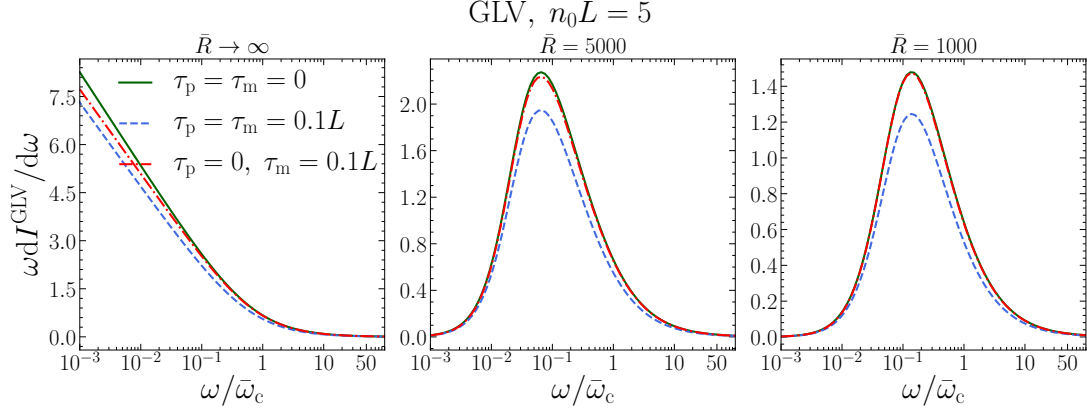 GLV, n₀L = 5
R̄ → ∞
R̄ = 5000
R̄ = 1000
ωdI^GLV/dω
7.5
6.0
4.5
3.0
1.5
0.0
τₚ = τₘ = 0
τₚ = τₘ = 0.1L
τₚ = 0, τₘ = 0.1L
10⁻³ 10⁻² 10⁻¹ 1 10 50
ω/ω̄_c
2.0
1.6
1.2
0.8
0.4
0.0
10⁻³ 10⁻² 10⁻¹ 1 10 50
ω/ω̄_c
1.4
1.2
1.0
0.8
0.6
0.4
0.2
0.0
10⁻³ 10⁻² 10⁻¹ 1 10 50
ω/ω̄_c